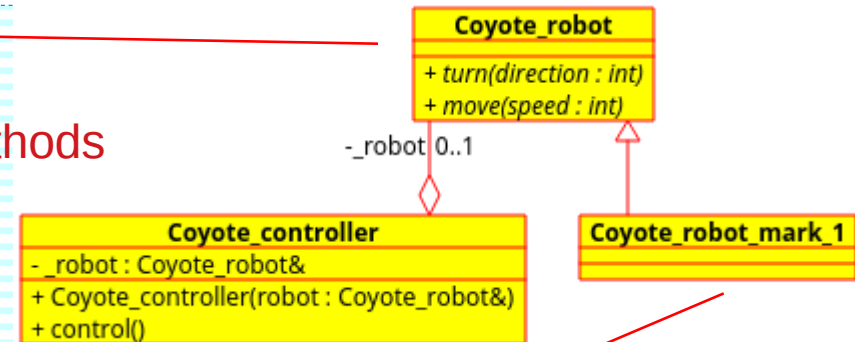 Coyote_robot
+ turn(direction : int)
+ move(speed : int)
thods
-_robot 0..1
Coyote_controller
- _robot : Coyote_robot&
+ Coyote_controller(robot : Coyote_robot&)
+ control()
Coyote_robot_mark_1